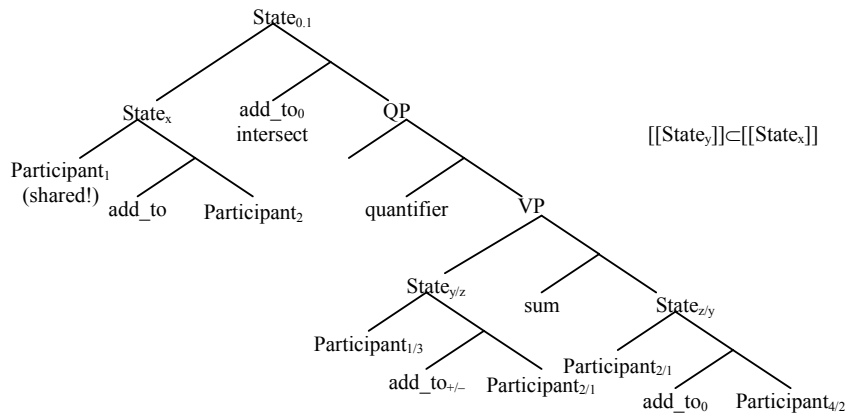 State0.1
Statex
add_to0
intersect
QP
[[Statey]]⊂[[Statex]]
Participant1
(shared!)
add_to
Participant2
quantifier
VP
Statey/z
sum
Statez/y
Participant1/3
add_to+/–
Participant2/1
Participant2/1
add_to0
Participant4/2